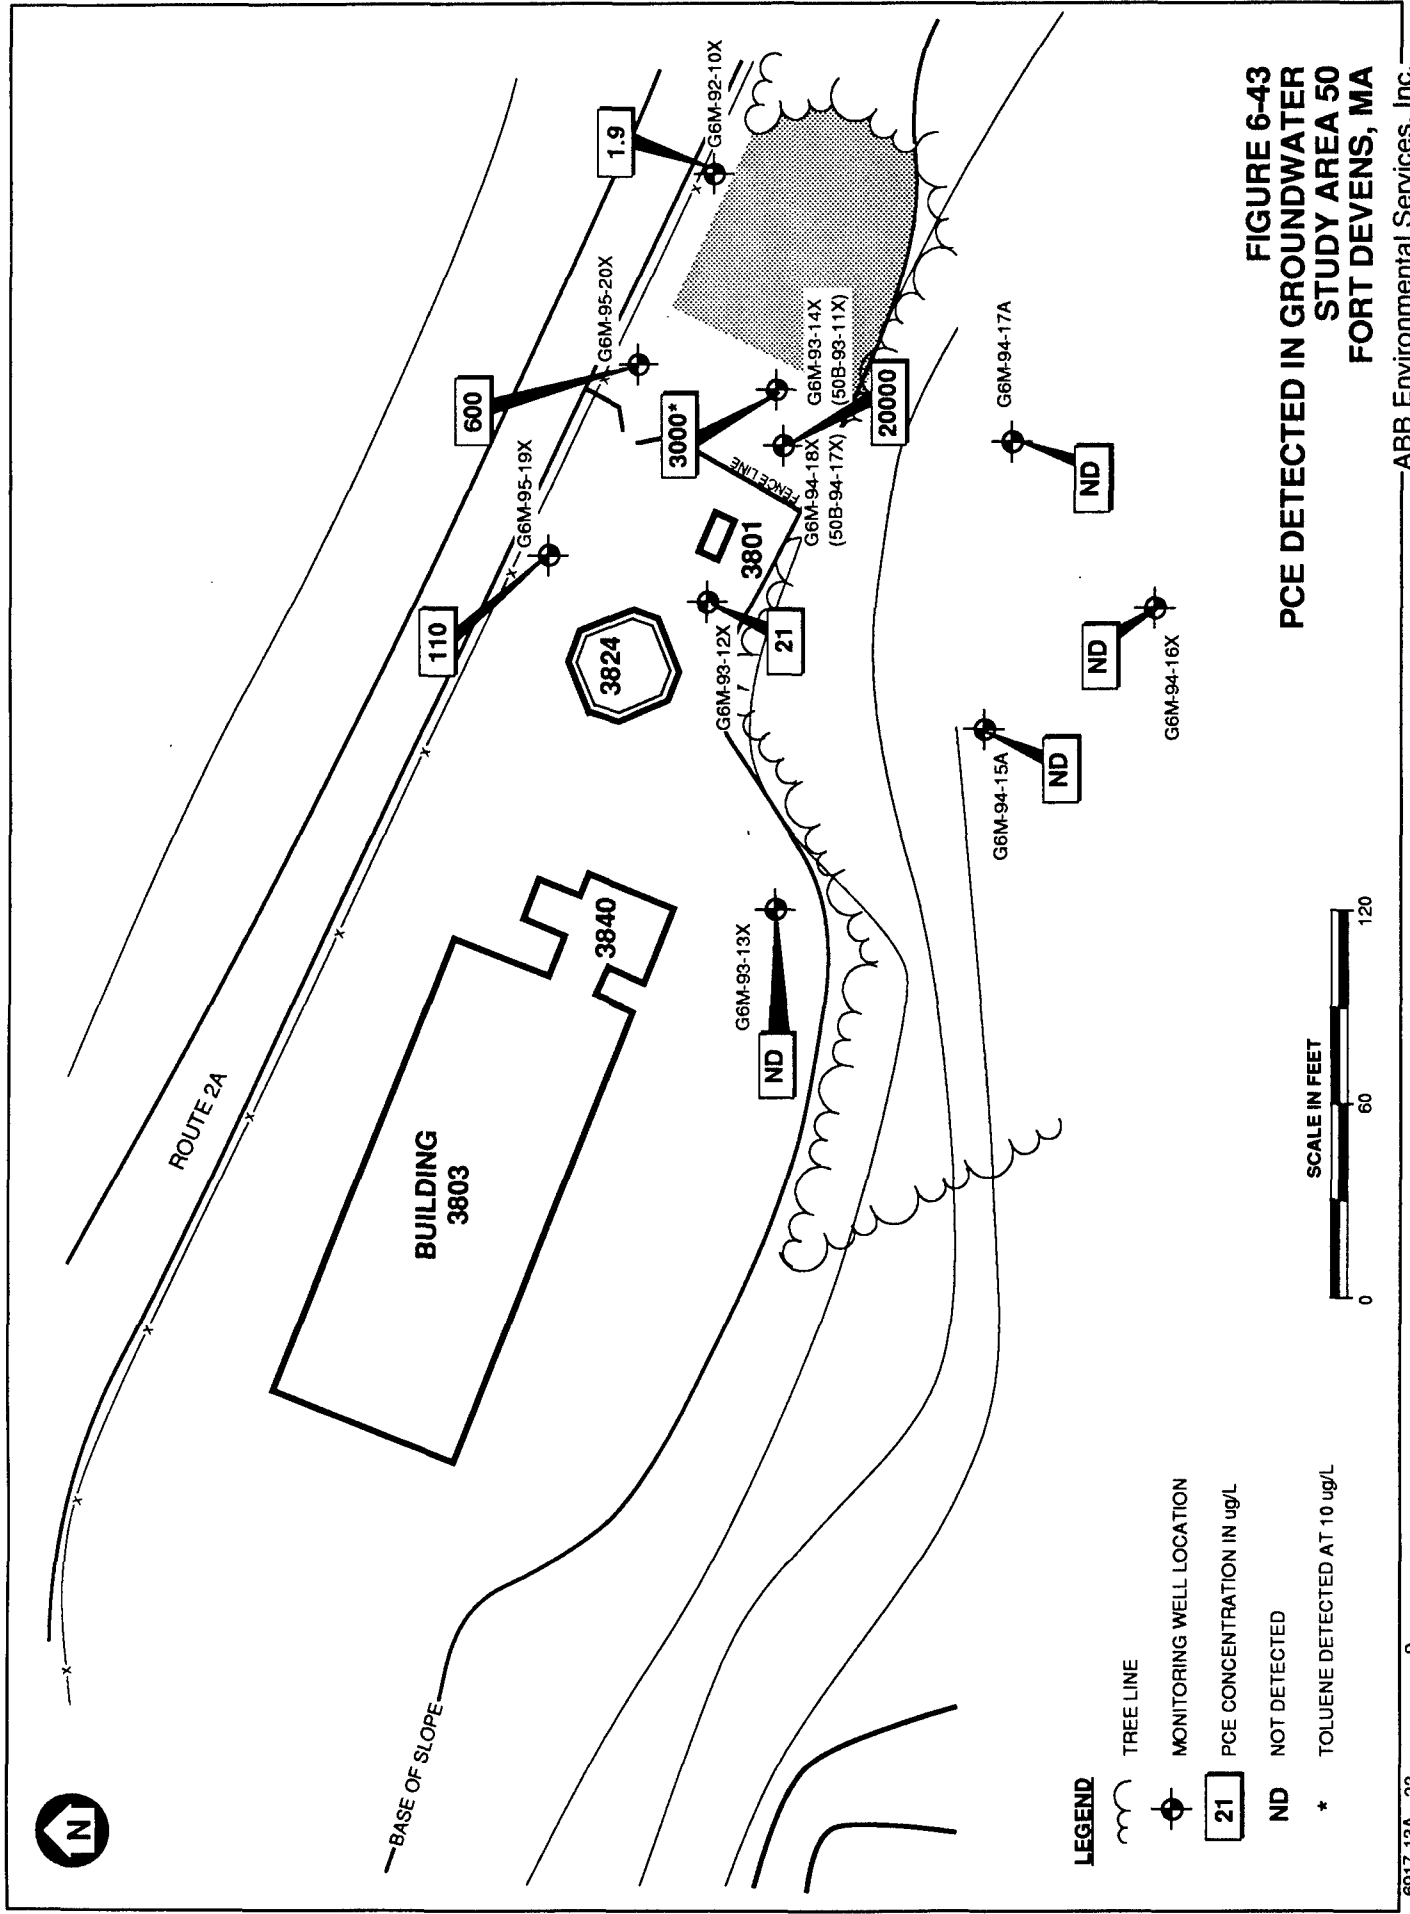 N
ROUTE 2A
BUILDING
3803
3840
3824
3801
FENCE LINE
BASE OF SLOPE
110
G6M-95-19X
600
G6M-95-20X
1.9
G6M-92-10X
3000*
G6M-93-14X
(50B-93-11X)
20000
G6M-94-18X
(50B-94-17X)
21
G6M-93-12X
G6M-93-13X
ND
G6M-94-15A
ND
G6M-94-16X
ND
G6M-94-17A
ND
LEGEND
TREE LINE
MONITORING WELL LOCATION
21 PCE CONCENTRATION IN ug/L
ND NOT DETECTED
* TOLUENE DETECTED AT 10 ug/L
SCALE IN FEET
0 60 120
FIGURE 6-43
PCE DETECTED IN GROUNDWATER
STUDY AREA 50
FORT DEVENS, MA
ABB Environmental Services, Inc.